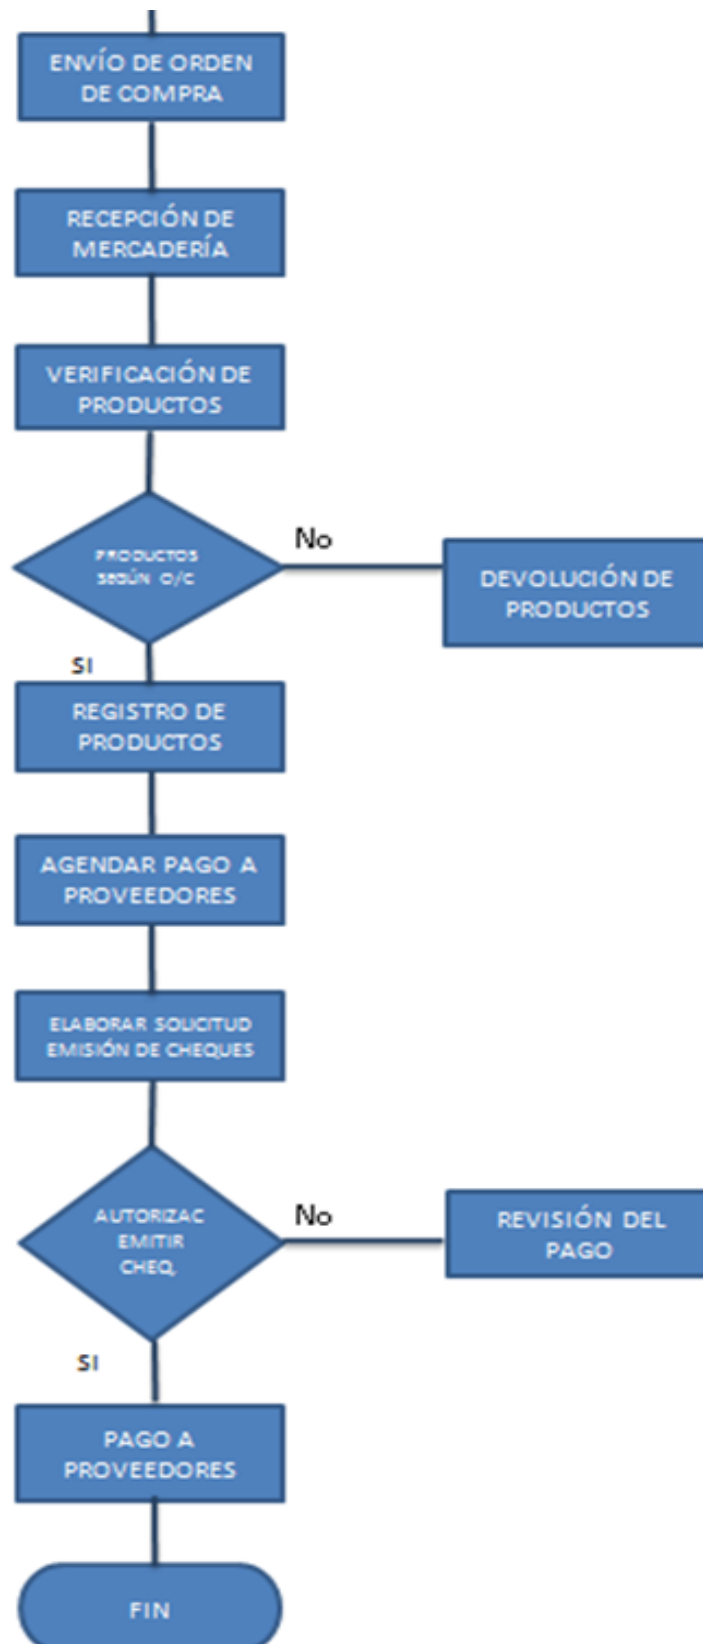 ENVÍO DE ORDEN
DE COMPRA
RECEPCIÓN DE
MERCADERÍA
VERIFICACIÓN DE
PRODUCTOS
PRODUCTOS
SEGÚN O/C
No
DEVOLUCIÓN DE
PRODUCTOS
SI
REGISTRO DE
PRODUCTOS
AGENDAR PAGO A
PROVEEDORES
ELABORAR SOLICITUD
EMISIÓN DE CHEQUES
AUTORIZAC
EMITIR
CHEQ,
No
REVISIÓN DEL
PAGO
SI
PAGO A
PROVEEDORES
FIN